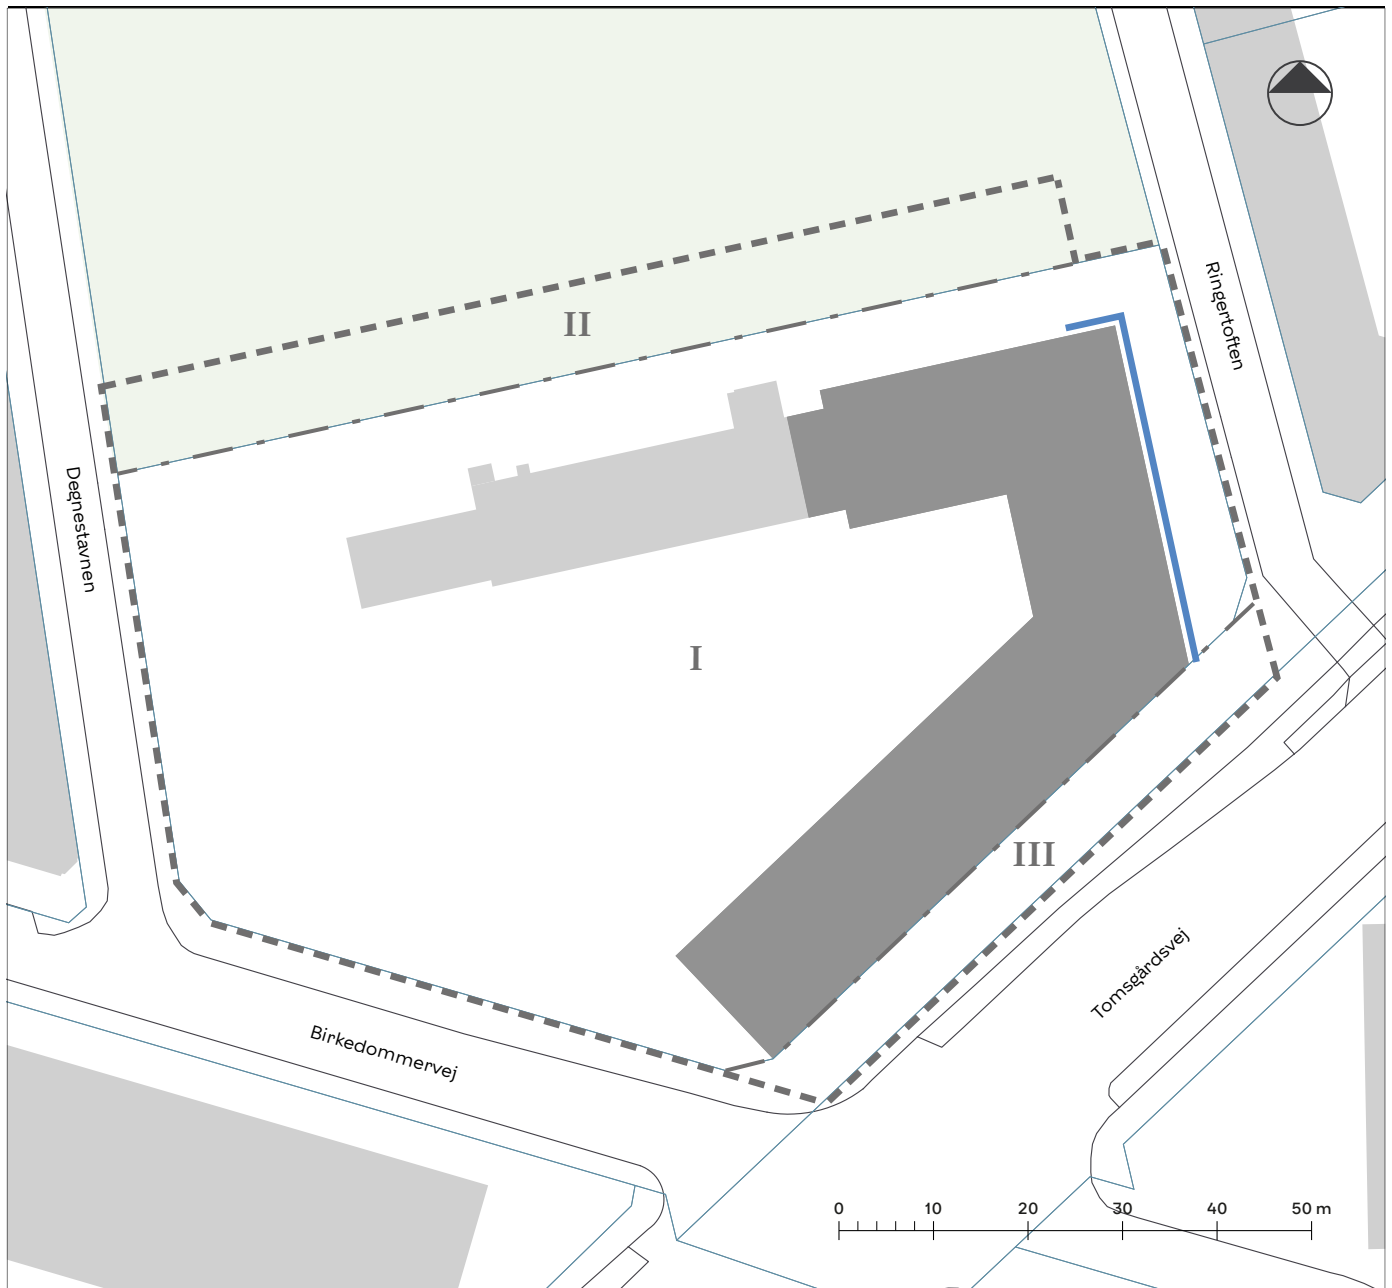 Ringertoften
II
Degnestavnen
I
III
Tomsgårdsvej
Birkedommervej
0 10 20 30 40 50 m